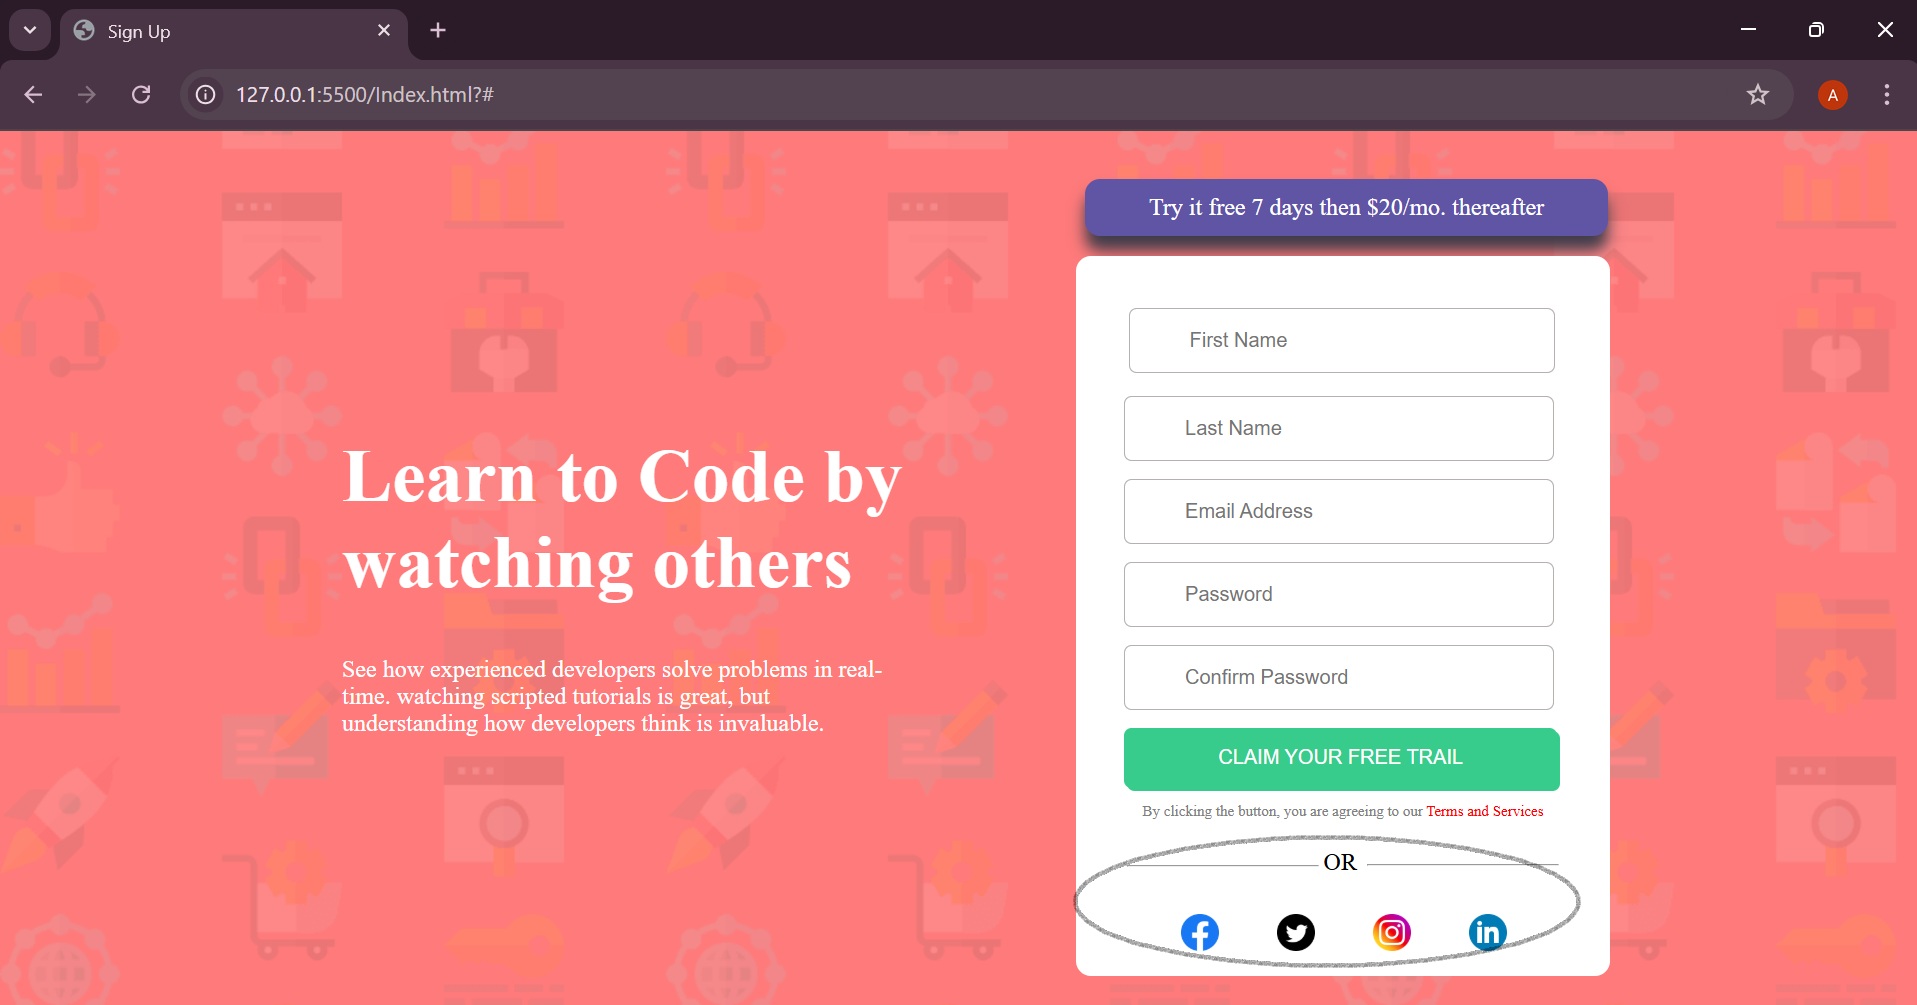 Sign Up
127.0.0.1:5500/Index.html?#
A
Try it free 7 days then $20/mo. thereafter
First Name
Last Name
Email Address
Password
Confirm Password
CLAIM YOUR FREE TRAIL
By clicking the button, you are agreeing to our Terms and Services
OR
in
Learn to Code by
watching others
See how experienced developers solve problems in real-
time. watching scripted tutorials is great, but
understanding how developers think is invaluable.